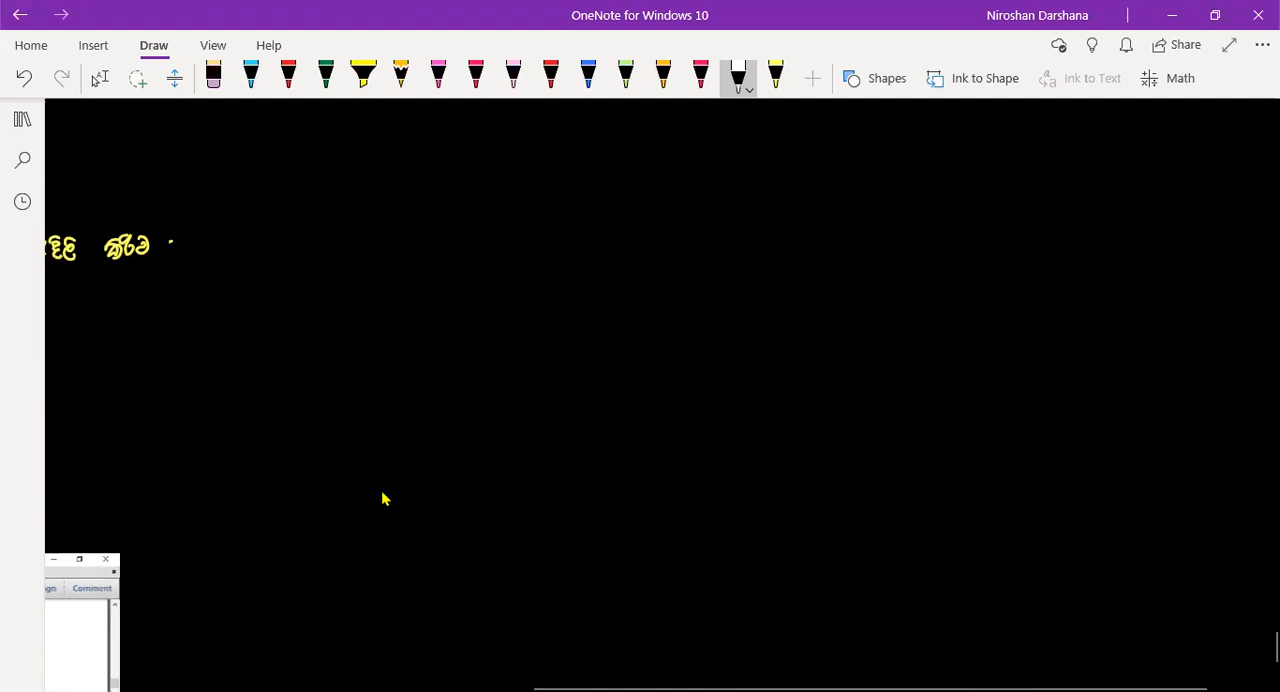 OneNote for Windows 10
Niroshan Darshana
Home Insert Draw View Help
Share
Shapes Ink to Shape Ink to Text Math
දිලි කිරීම
gn Comment